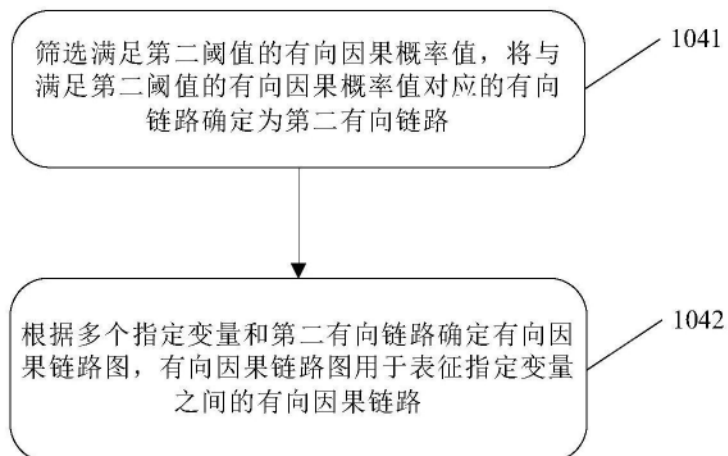 筛选满足第二阈值的有向因果概率值，将与
满足第二阈值的有向因果概率值对应的有向
链路确定为第二有向链路
1041
根据多个指定变量和第二有向链路确定有向因
果链路图，有向因果链路图用于表征指定变量
之间的有向因果链路
1042